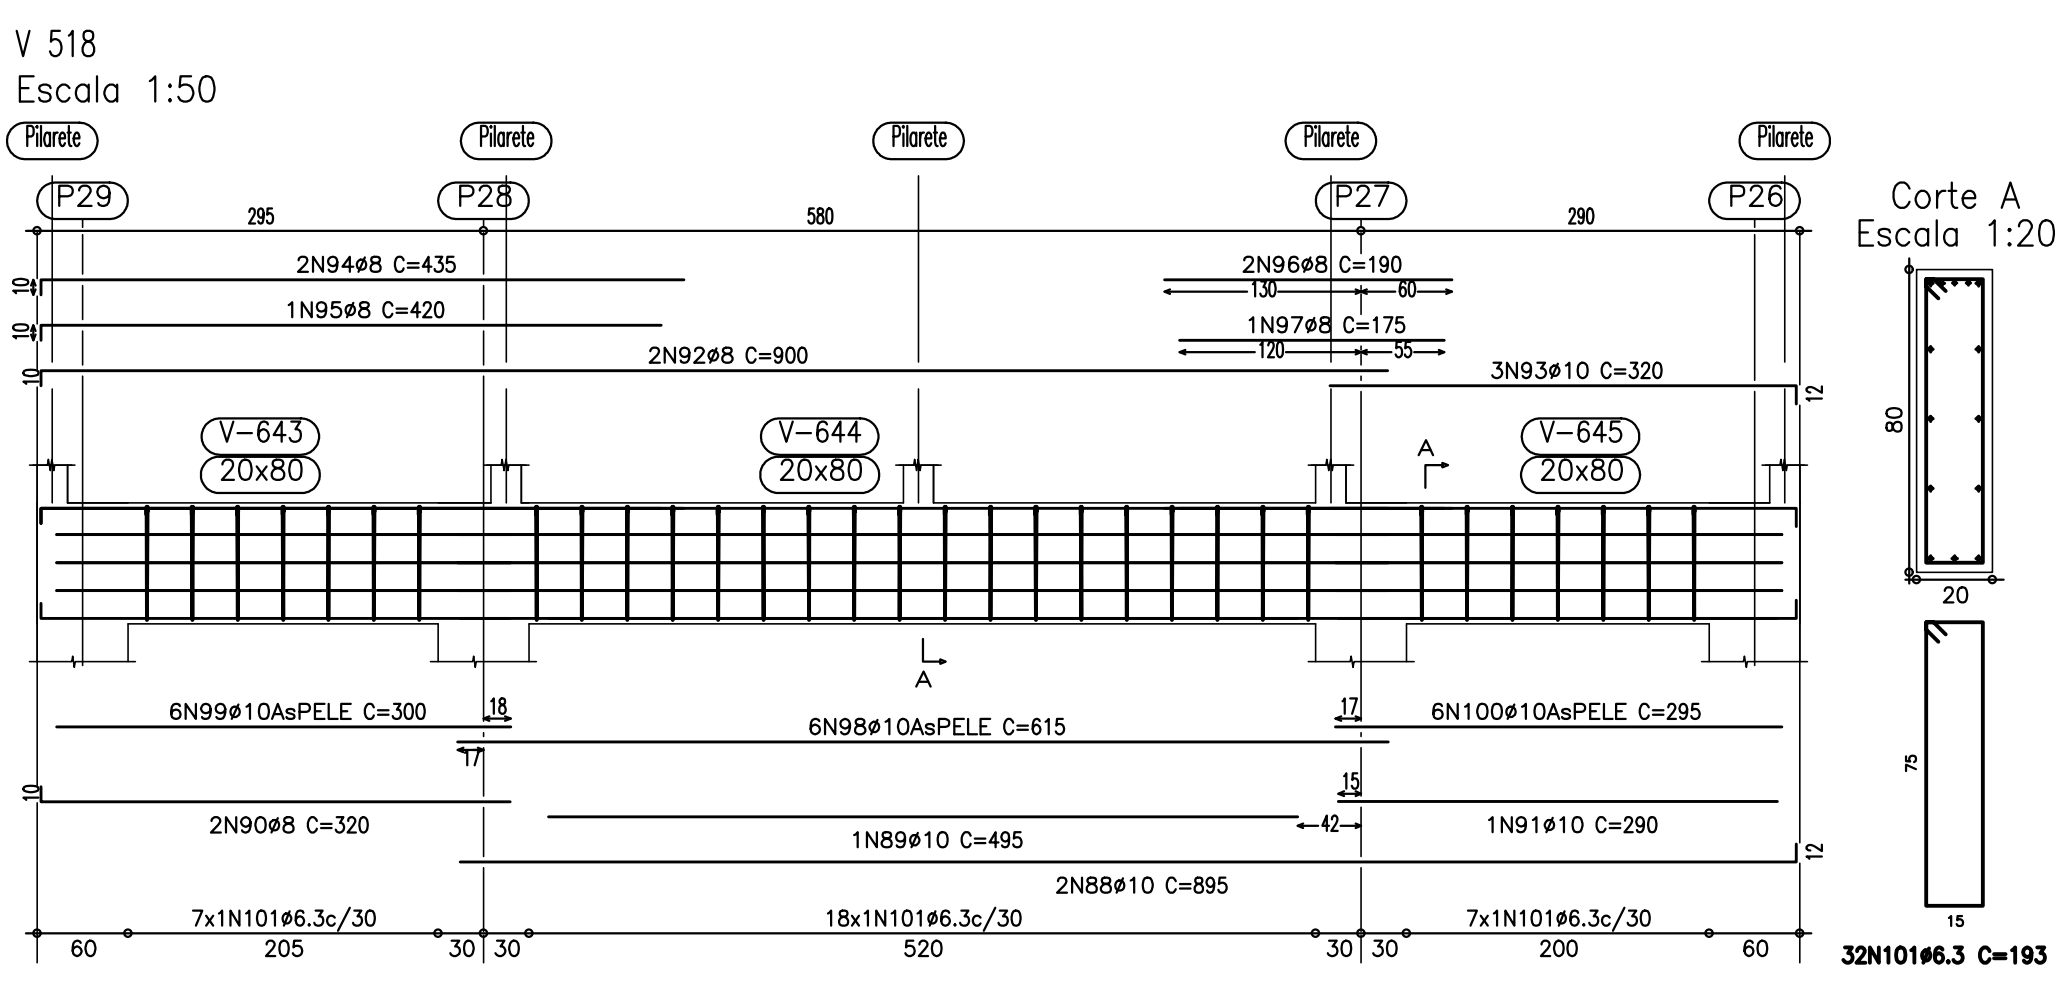 V 518
Escala 1:50
Pilarete Pilarete Pilarete Pilarete Pilarete
P29 P28 P27 P26
295 580 290
Corte A
Escala 1:20
2N94ø8 C=435
10
2N96ø8 C=190
130 60
1N95ø8 C=420
10
1N97ø8 C=175
120 55
2N92ø8 C=900
10
3N93ø10 C=320
12
V-643 V-644 V-645
20x80 20x80 20x80
A
A
80
20
6N99ø10AsPELE C=300
18
6N98ø10AsPELE C=615
17
17
6N100ø10AsPELE C=295
10
2N90ø8 C=320
1N89ø10 C=495
42
15
1N91ø10 C=290
2N88ø10 C=895
12
75
15
7x1N101ø6.3c/30 18x1N101ø6.3c/30 7x1N101ø6.3c/30
60 205 30 30 520 30 30 200 60
32N101ø6.3 C=193